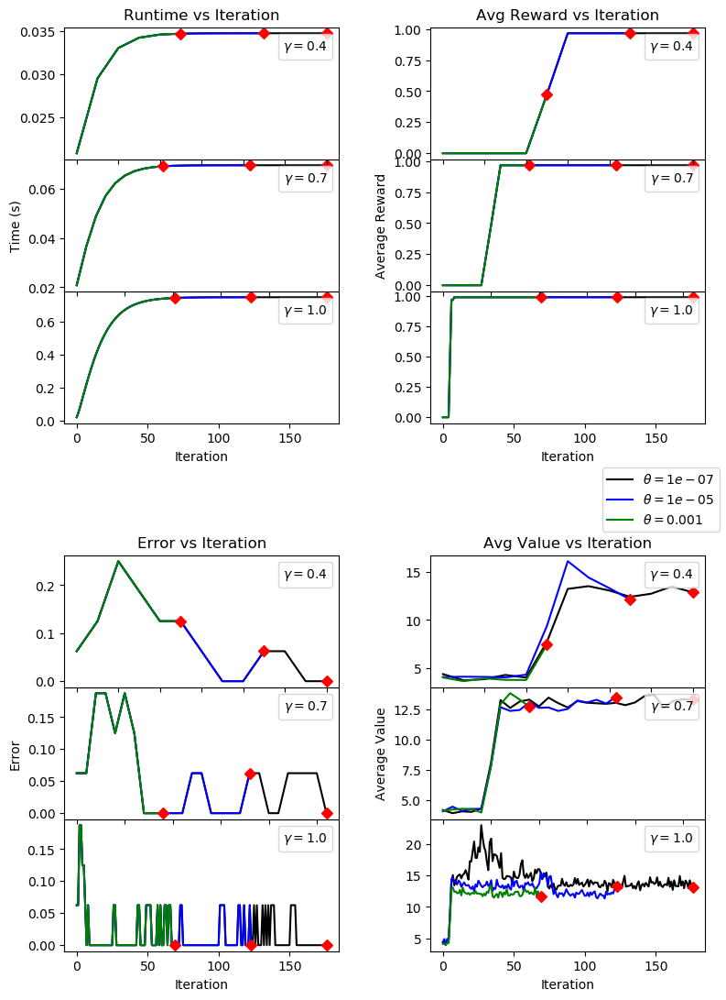 Runtime vs Iteration
0.035
0.030
0.025
γ = 0.4
0.06
0.04
0.02
Time (s)
γ = 0.7
0.6
0.4
0.2
0.0
γ = 1.0
0 50 100 150
Iteration
Avg Reward vs Iteration
1.00
0.75
0.50
0.25
0.00
γ = 0.4
1.00
0.75
0.50
0.25
0.00
Average Reward
γ = 0.7
1.00
0.75
0.50
0.25
0.00
γ = 1.0
0 50 100 150
Iteration
θ = 1e − 07
θ = 1e − 05
θ = 0.001
Error vs Iteration
0.2
0.1
0.0
γ = 0.4
0.15
0.10
0.05
0.00
Error
γ = 0.7
0.15
0.10
0.05
0.00
γ = 1.0
0 50 100 150
Iteration
Avg Value vs Iteration
15
10
5
γ = 0.4
12.5
10.0
7.5
5.0
Average Value
γ = 0.7
20
15
10
5
γ = 1.0
0 50 100 150
Iteration